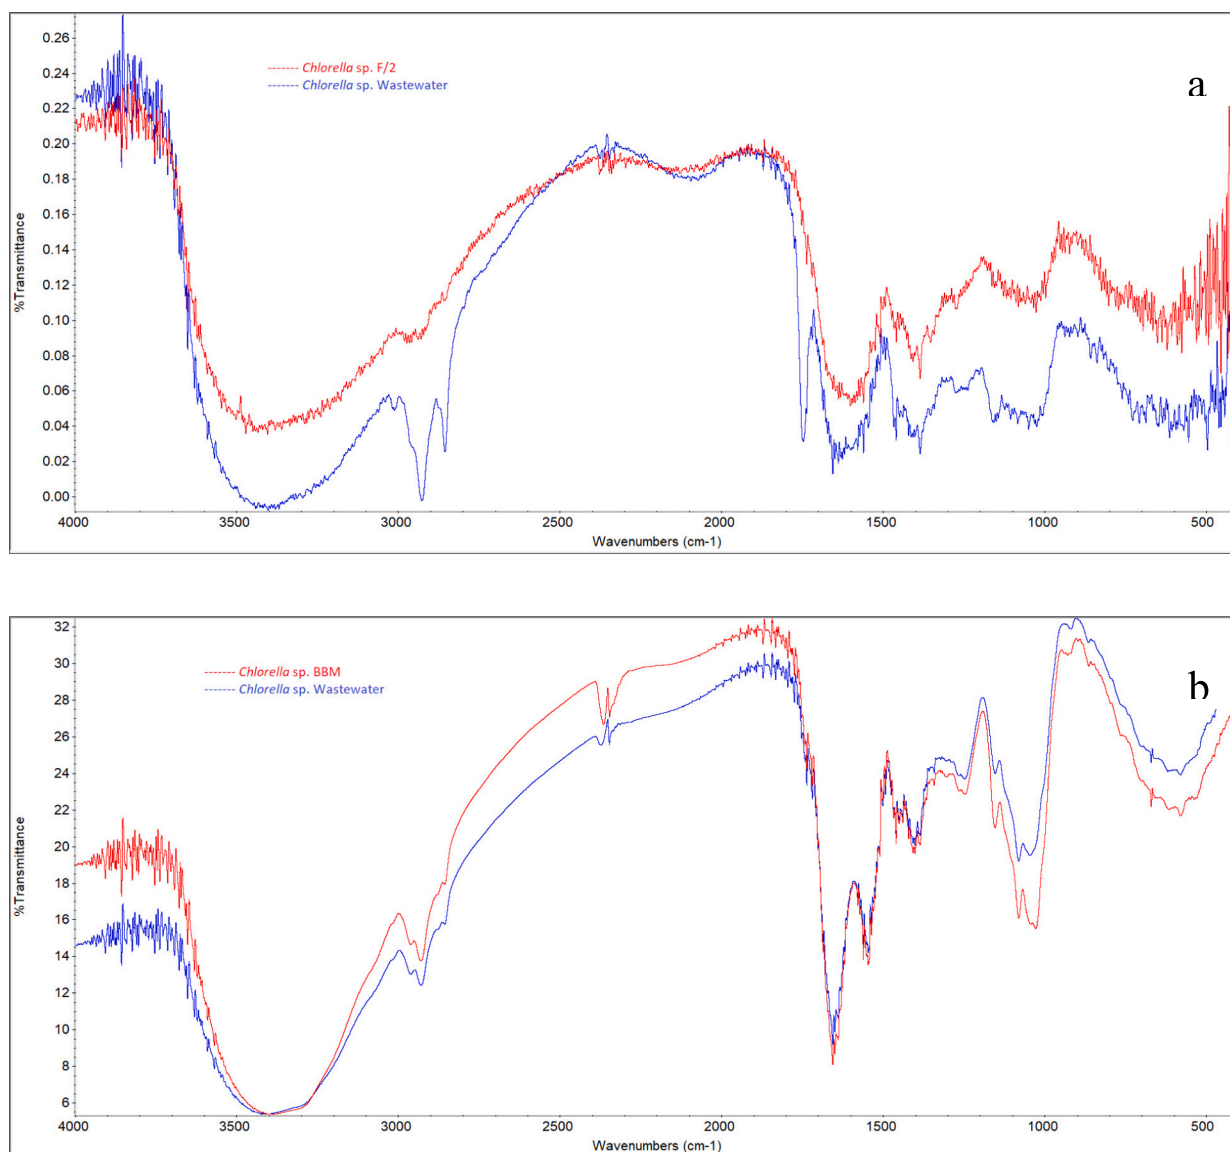 a
------- Chlorella sp. F/2
------- Chlorella sp. Wastewater
%Transmittance
0.26
0.24
0.22
0.20
0.18
0.16
0.14
0.12
0.10
0.08
0.06
0.04
0.02
0.00
4000 3500 3000 2500 2000 1500 1000 500
Wavenumbers (cm-1)
b
------- Chlorella sp. BBM
------- Chlorella sp. Wastewater
%Transmittance
32
30
28
26
24
22
20
18
16
14
12
10
8
6
4000 3500 3000 2500 2000 1500 1000 500
Wavenumbers (cm-1)